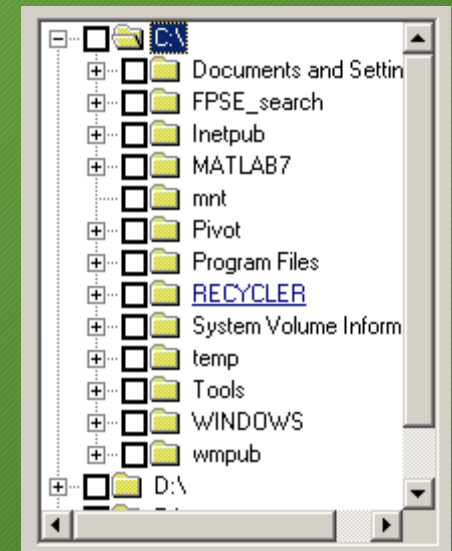 C:\
Documents and Settin
FPSE_search
Inetpub
MATLAB7
mnt
Pivot
Program Files
RECYCLER
System Volume Inform
temp
Tools
WINDOWS
wmpub
D:\